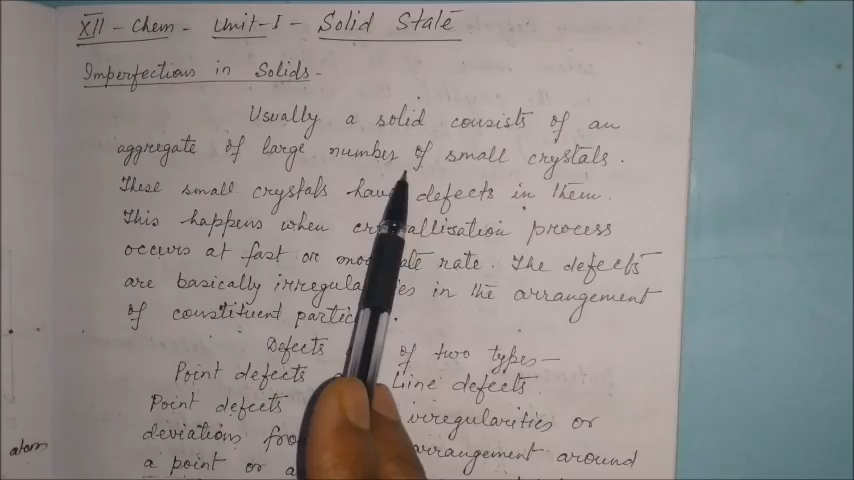 XII - Chem - Unit-I - Solid State
Imperfections in Solids -
Usually a solid consists of an
aggregate of large number of small crystals.
These small crystals have defects in them.
This happens when crystallisation process
occurs at fast or moderate rate. The defects
are basically irregularities in the arrangement
of constituent partic
Defects of two types -
Point defects Line defects.
Point defects irregularities or
deviations from arrangement around
a point or a
atom